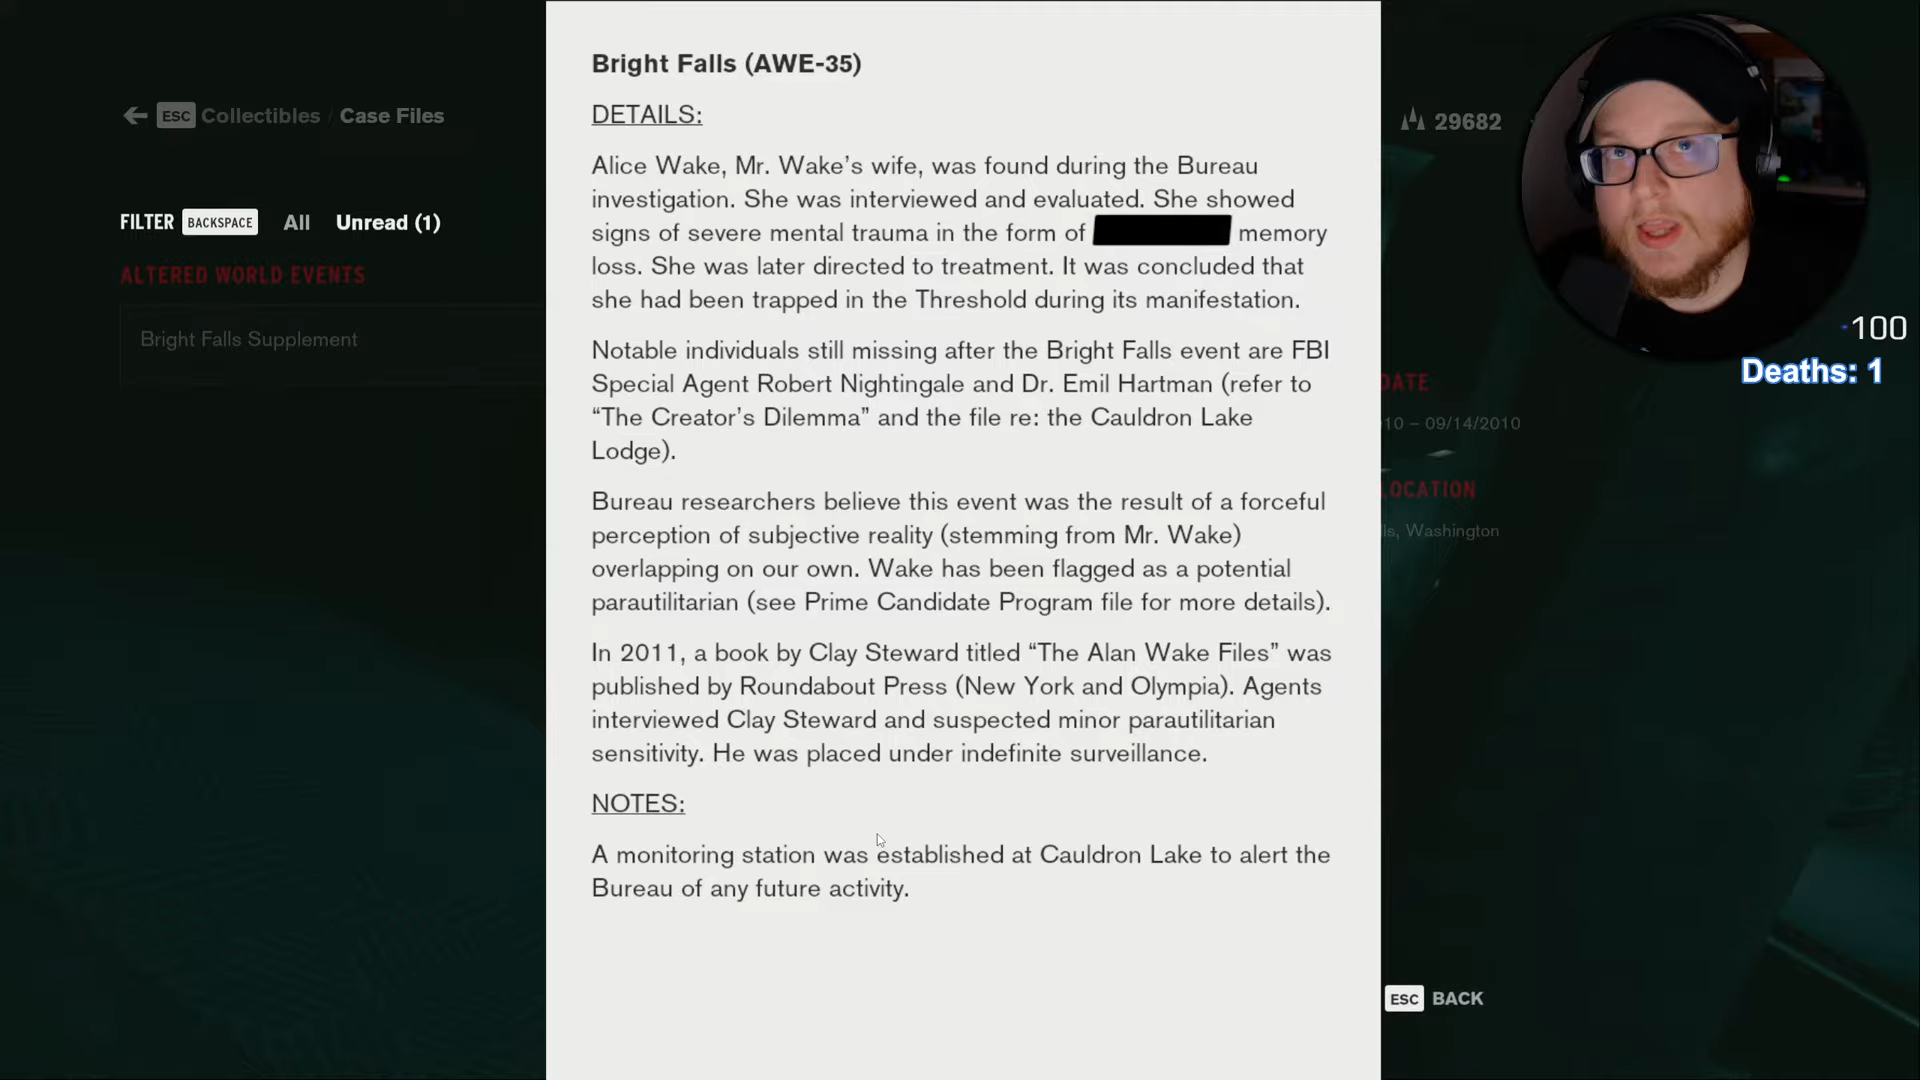 Bright Falls (AWE-35)
DETAILS:
Alice Wake, Mr. Wake's wife, was found during the Bureau
investigation. She was interviewed and evaluated. She showed
signs of severe mental trauma in the form of memory
loss. She was later directed to treatment. It was concluded that
she had been trapped in the Threshold during its manifestation.
Notable individuals still missing after the Bright Falls event are FBI
Special Agent Robert Nightingale and Dr. Emil Hartman (refer to
“The Creator's Dilemma” and the file re: the Cauldron Lake
Lodge).
Bureau researchers believe this event was the result of a forceful
perception of subjective reality (stemming from Mr. Wake)
overlapping on our own. Wake has been flagged as a potential
parautilitarian (see Prime Candidate Program file for more details).
In 2011, a book by Clay Steward titled “The Alan Wake Files” was
published by Roundabout Press (New York and Olympia). Agents
interviewed Clay Steward and suspected minor parautilitarian
sensitivity. He was placed under indefinite surveillance.
NOTES:
A monitoring station was established at Cauldron Lake to alert the
Bureau of any future activity.
ESC Collectibles / Case Files
FILTER BACKSPACE All Unread (1)
ALTERED WORLD EVENTS
Bright Falls Supplement
29682
-100
Deaths: 1
DATE
10 – 09/14/2010
LOCATION
ls, Washington
ESC BACK